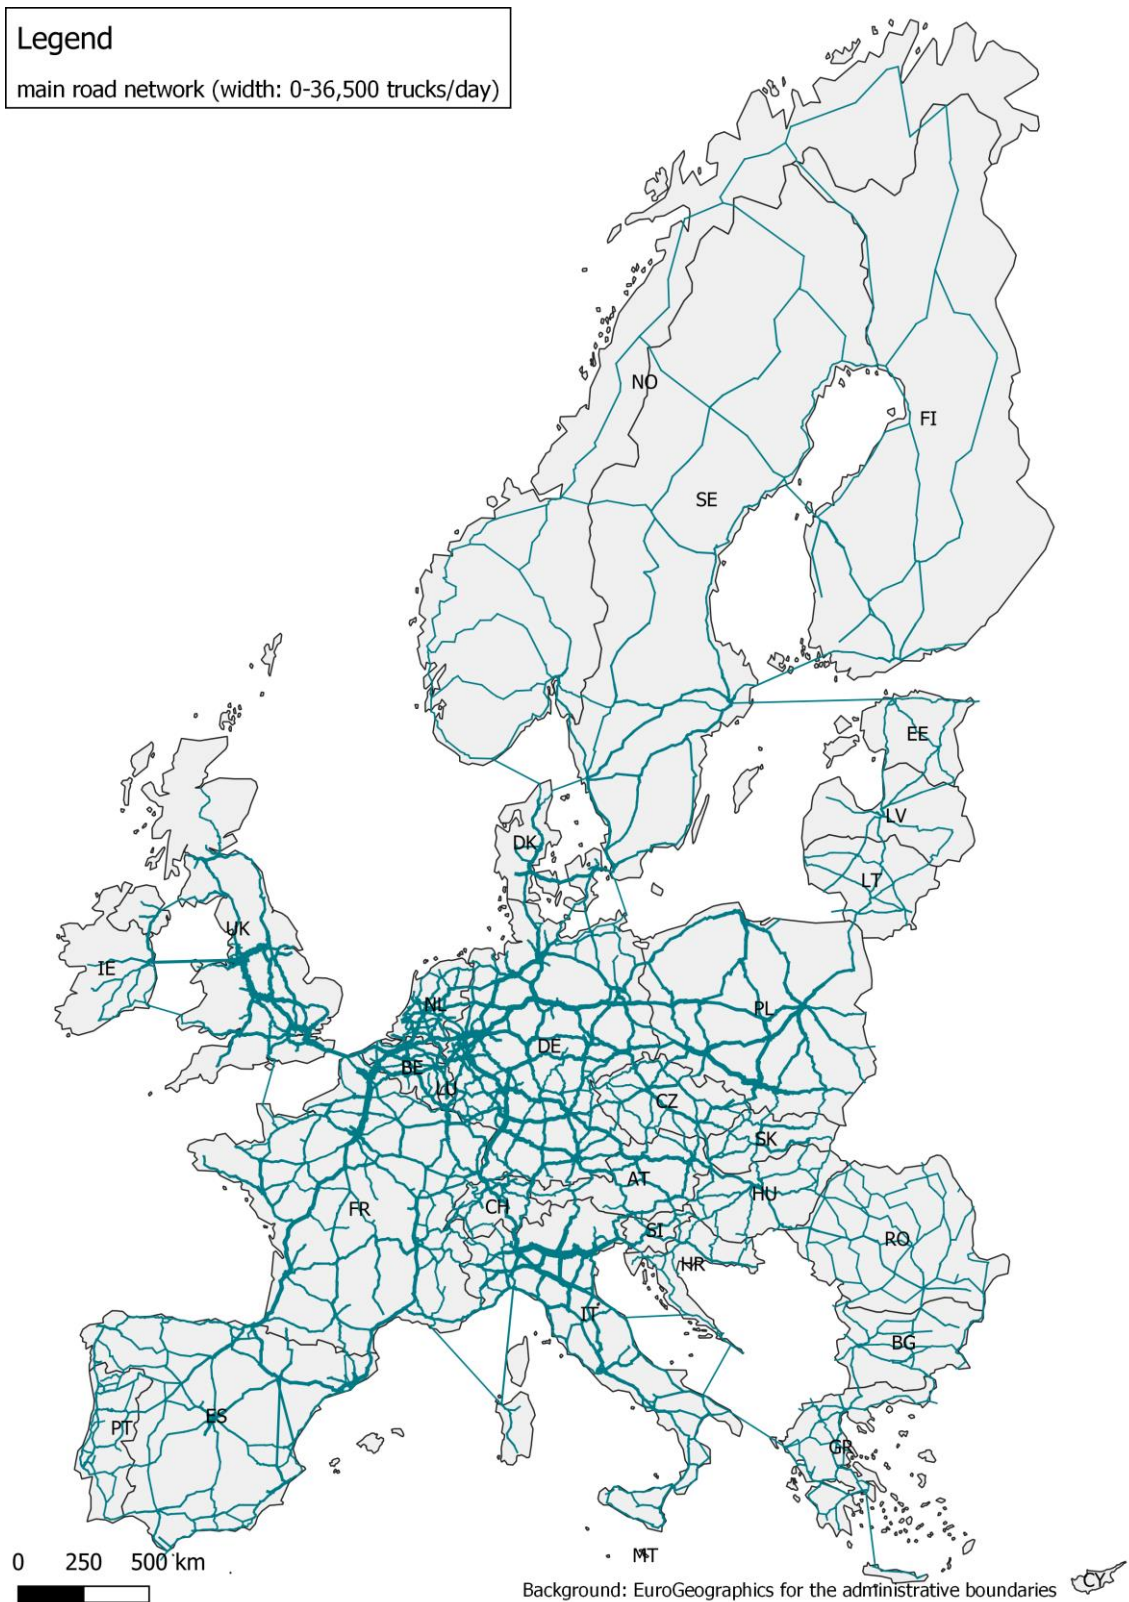 Legend
main road network (width: 0-36,500 trucks/day)
NO
FI
SE
EE
LV
DK
LT
UK
IE
NL
PL
DE
BE
LU
CZ
SK
AT
HU
CH
FR
SI
RO
HR
IT
BG
ES
PT
GR
MT
CY
0 250 500 km
Background: EuroGeographics for the administrative boundaries